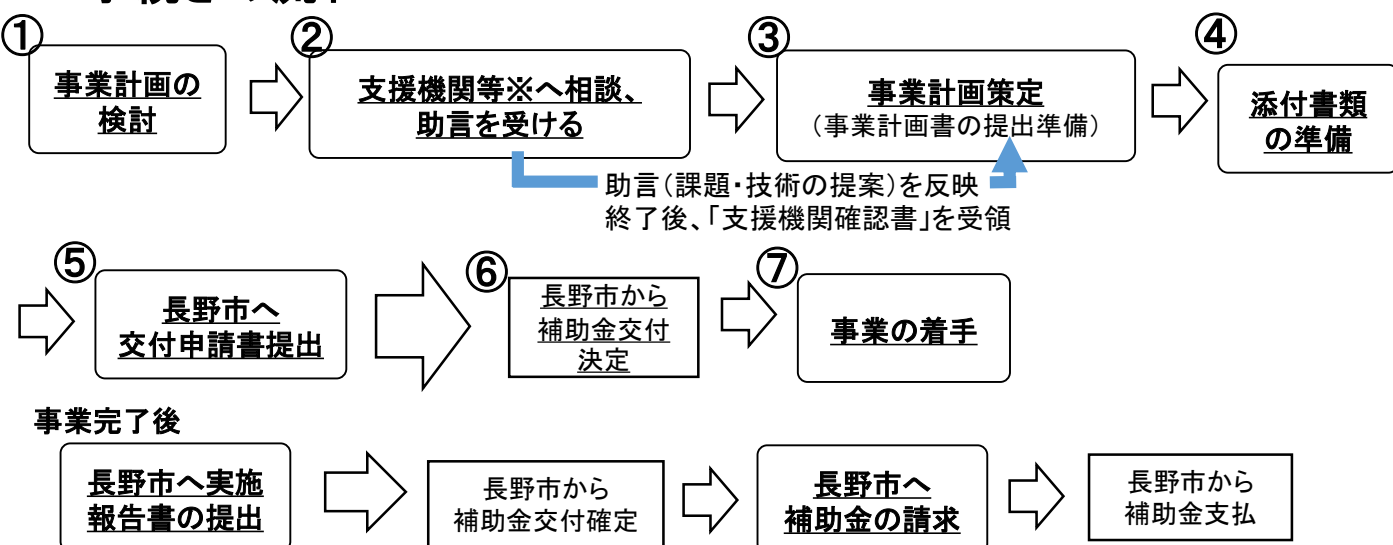 ①
事業計画の
検討
②
支援機関等※へ相談、
助言を受ける
③
事業計画策定
（事業計画書の提出準備）
④
添付書類
の準備
助言（課題・技術の提案）を反映
終了後、「支援機関確認書」を受領
⑤
長野市へ
交付申請書提出
⑥
長野市から
補助金交付
決定
⑦
事業の着手
事業完了後
長野市へ実施
報告書の提出
長野市から
補助金交付確定
長野市へ
補助金の請求
長野市から
補助金支払